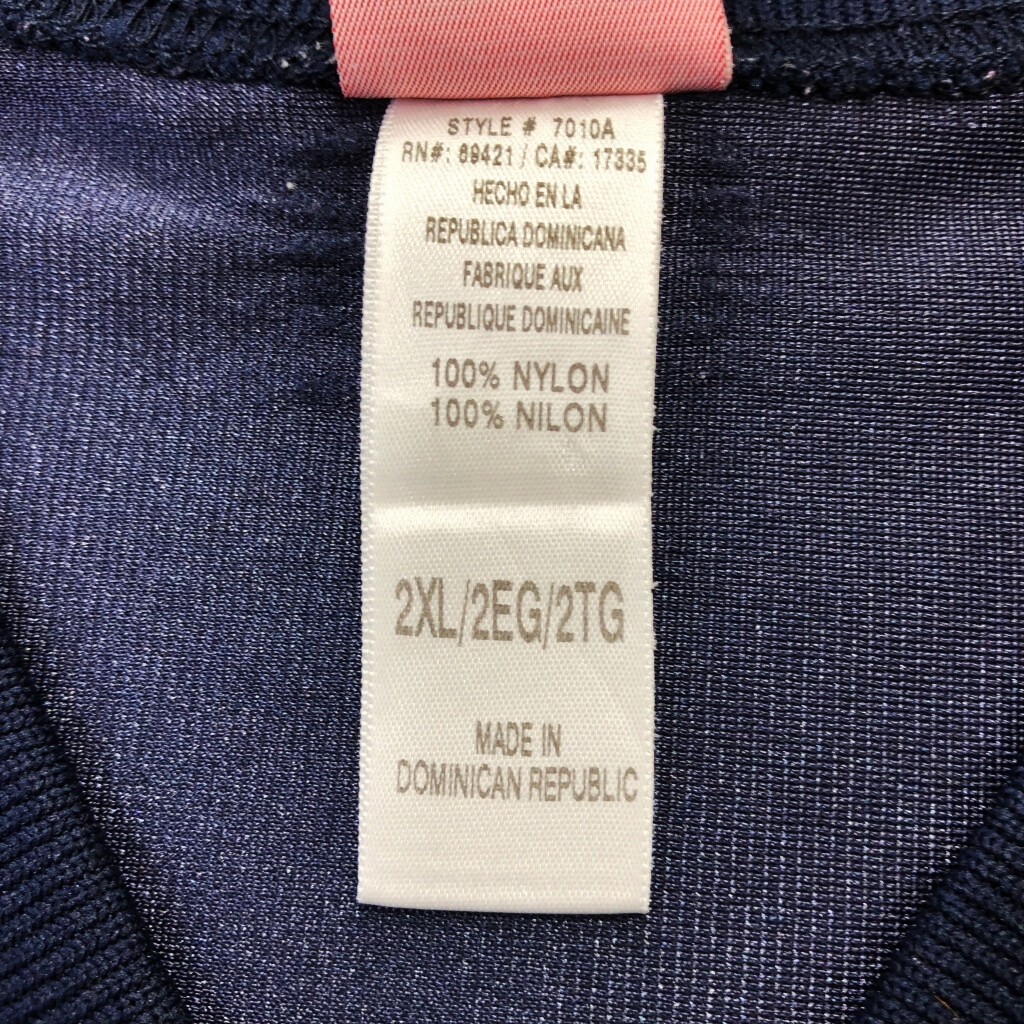 STYLE # 7010A
RN#: 69421 / CA#: 17335
HECHO EN LA
REPUBLICA DOMINICANA
FABRIQUE AUX
REPUBLIQUE DOMINICAINE
100% NYLON
100% NILON
2XL/2EG/2TG
MADE IN
DOMINICAN REPUBLIC